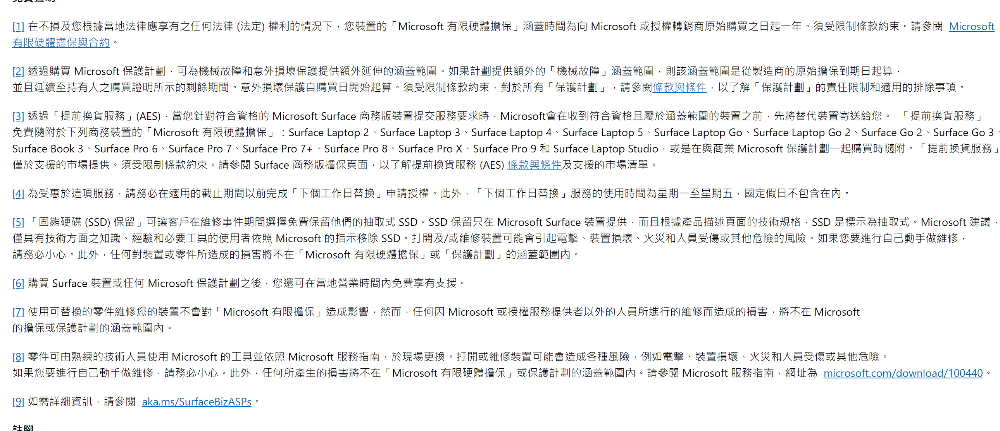 免責聲明
[1] 在不損及您根據當地法律應享有之任何法律 (法定) 權利的情況下，您裝置的「Microsoft 有限硬體擔保」涵蓋時間為向 Microsoft 或授權轉銷商原始購買之日起一年。須受限制條款約束。請參閱 Microsoft
有限硬體擔保與合約。
[2] 透過購買 Microsoft 保護計劃，可為機械故障和意外損壞保護提供額外延伸的涵蓋範圍。如果計劃提供額外的「機械故障」涵蓋範圍，則該涵蓋範圍是從製造商的原始擔保到期日起算，
並且延續至持有人之購買證明所示的剩餘期間。意外損壞保護自購買日開始起算。須受限制條款約束，對於所有「保護計劃」，請參閱條款與條件，以了解「保護計劃」的責任限制和適用的排除事項。
[3] 透過「提前換貨服務」(AES)，當您針對符合資格的 Microsoft Surface 商務版裝置提交服務要求時，Microsoft會在收到符合資格且屬於涵蓋範圍的裝置之前，先將替代裝置寄送給您。 「提前換貨服務」
免費隨附於下列商務裝置的「Microsoft 有限硬體擔保」：Surface Laptop 2、Surface Laptop 3、Surface Laptop 4、Surface Laptop 5、Surface Laptop Go、Surface Laptop Go 2、Surface Go 2、Surface Go 3、
Surface Book 3、Surface Pro 6、Surface Pro 7、Surface Pro 7+、Surface Pro 8、Surface Pro X、Surface Pro 9 和 Surface Laptop Studio，或是在與商業 Microsoft 保護計劃一起購買時隨附。「提前換貨服務」
僅於支援的市場提供。須受限制條款約束。請參閱 Surface 商務版擔保頁面，以了解提前換貨服務 (AES) 條款與條件及支援的市場清單。
[4] 為受惠於這項服務，請務必在適用的截止期間以前完成「下個工作日替換」申請授權。此外，「下個工作日替換」服務的使用時間為星期一至星期五，國定假日不包含在內。
[5] 「固態硬碟 (SSD) 保留」可讓客戶在維修事件期間選擇免費保留他們的抽取式 SSD。SSD 保留只在 Microsoft Surface 裝置提供，而且根據產品描述頁面的技術規格，SSD 是標示為抽取式。Microsoft 建議，
僅具有技術方面之知識、經驗和必要工具的使用者依照 Microsoft 的指示移除 SSD。打開及/或維修裝置可能會引起電擊、裝置損壞、火災和人員受傷或其他危險的風險。如果您要進行自己動手做維修，
請務必小心。此外，任何對裝置或零件所造成的損害將不在「Microsoft 有限硬體擔保」或「保護計劃」的涵蓋範圍內。
[6] 購買 Surface 裝置或任何 Microsoft 保護計劃之後，您還可在當地營業時間內免費享有支援。
[7] 使用可替換的零件維修您的裝置不會對「Microsoft 有限擔保」造成影響，然而，任何因 Microsoft 或授權服務提供者以外的人員所進行的維修而造成的損害，將不在 Microsoft
的擔保或保護計劃的涵蓋範圍內。
[8] 零件可由熟練的技術人員使用 Microsoft 的工具並依照 Microsoft 服務指南，於現場更換。打開或維修裝置可能會造成各種風險，例如電擊、裝置損壞、火災和人員受傷或其他危險。
如果您要進行自己動手做維修，請務必小心。此外，任何所產生的損害將不在「Microsoft 有限硬體擔保」或保護計劃的涵蓋範圍內。請參閱 Microsoft 服務指南，網址為 microsoft.com/download/100440。
[9] 如需詳細資訊，請參閱 aka.ms/SurfaceBizASPs。
註腳